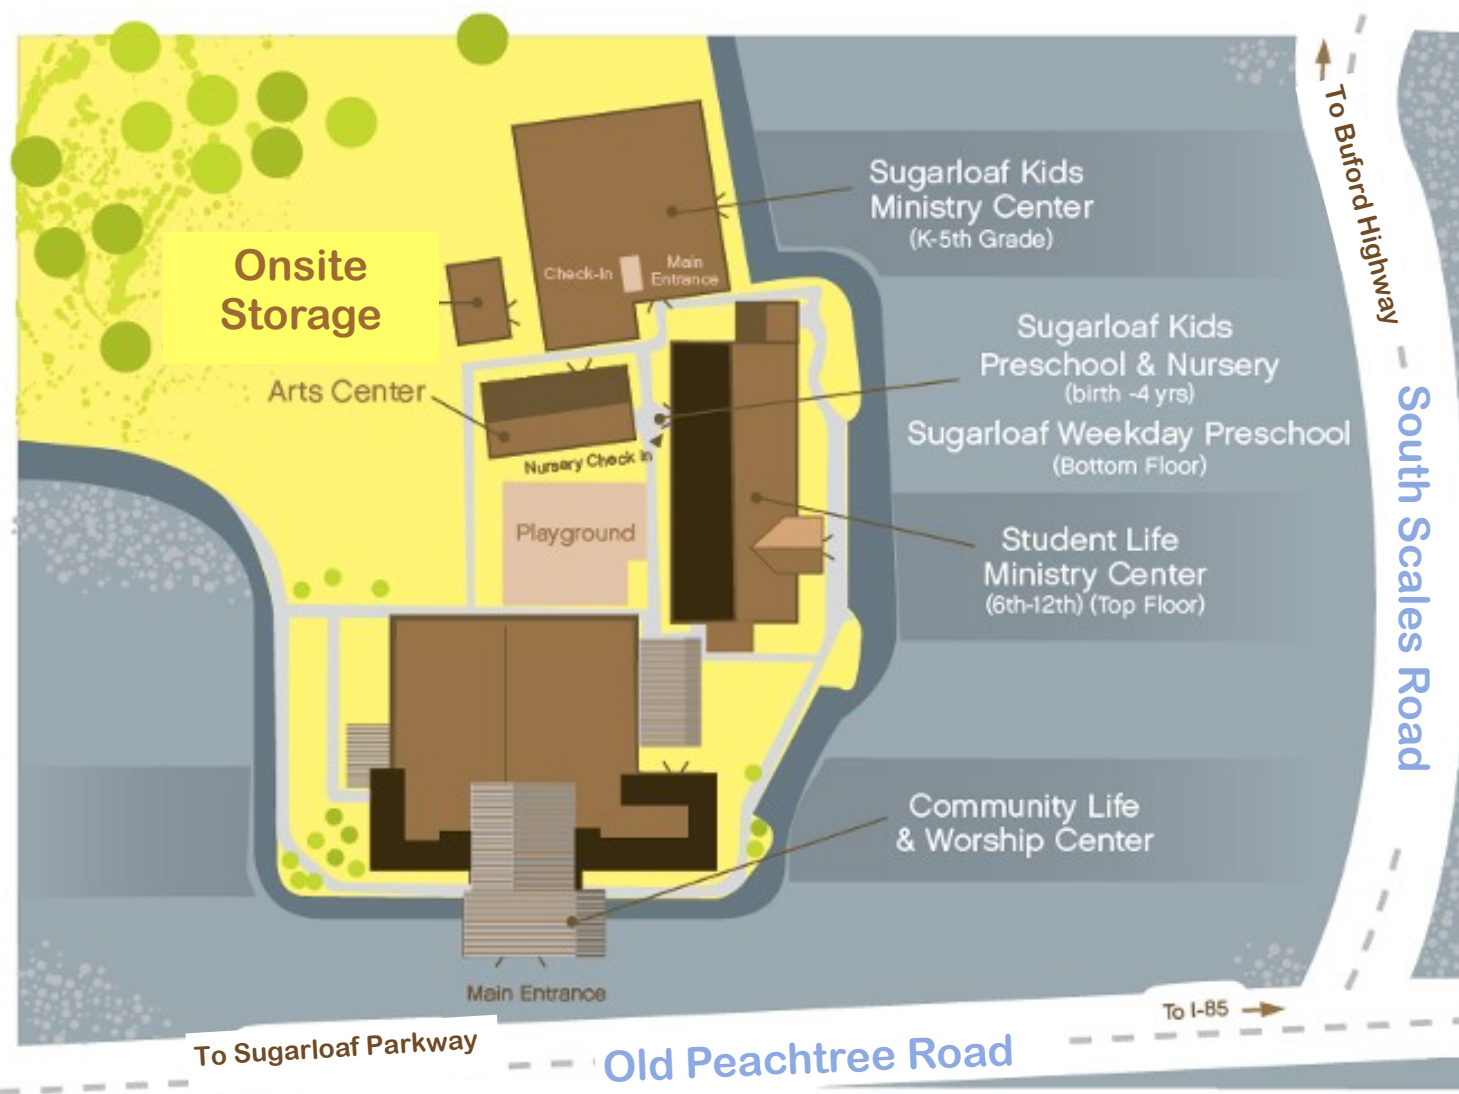 To Buford Highway
Sugarloaf Kids
Ministry Center
(K-5th Grade)
Onsite
Storage
Check-In
Main
Entrance
Sugarloaf Kids
Preschool & Nursery
(birth -4 yrs)
Sugarloaf Weekday Preschool
(Bottom Floor)
Arts Center
Nursery Check In
Playground
Student Life
Ministry Center
(6th-12th) (Top Floor)
South Scales Road
Community Life
& Worship Center
Main Entrance
To I-85
To Sugarloaf Parkway
Old Peachtree Road